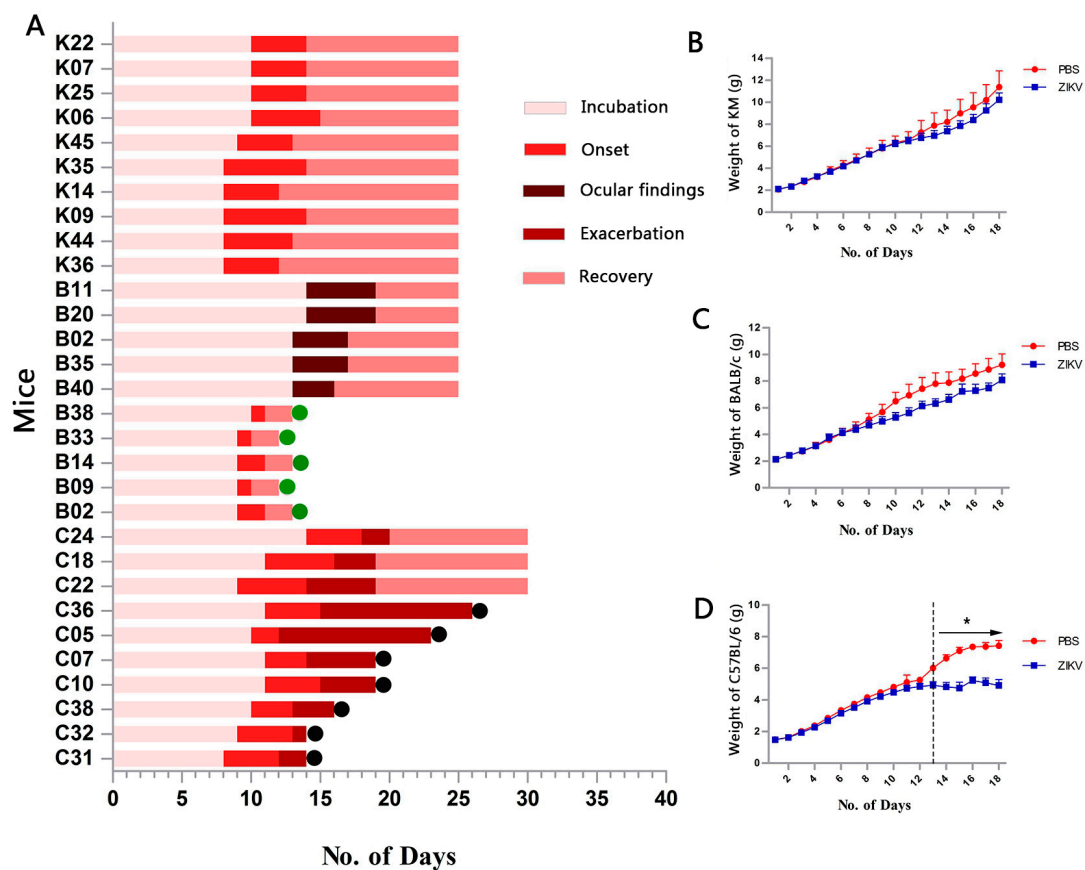 A
Mice
K22
K07
K25
K06
K45
K35
K14
K09
K44
K36
B11
B20
B02
B35
B40
B38
B33
B14
B09
B02
C24
C18
C22
C36
C05
C07
C10
C38
C32
C31
0 5 10 15 20 25 30 35 40
No. of Days
Incubation
Onset
Ocular findings
Exacerbation
Recovery
B
Weight of KM (g)
14
12
10
8
6
4
2
0
2 4 6 8 10 12 14 16 18
No. of Days
PBS
ZIKV
C
Weight of BALB/c (g)
12
10
8
6
4
2
0
2 4 6 8 10 12 14 16 18
No. of Days
PBS
ZIKV
D
Weight of C57BL/6 (g)
10
8
6
4
2
0
2 4 6 8 10 12 14 16 18
No. of Days
*
PBS
ZIKV